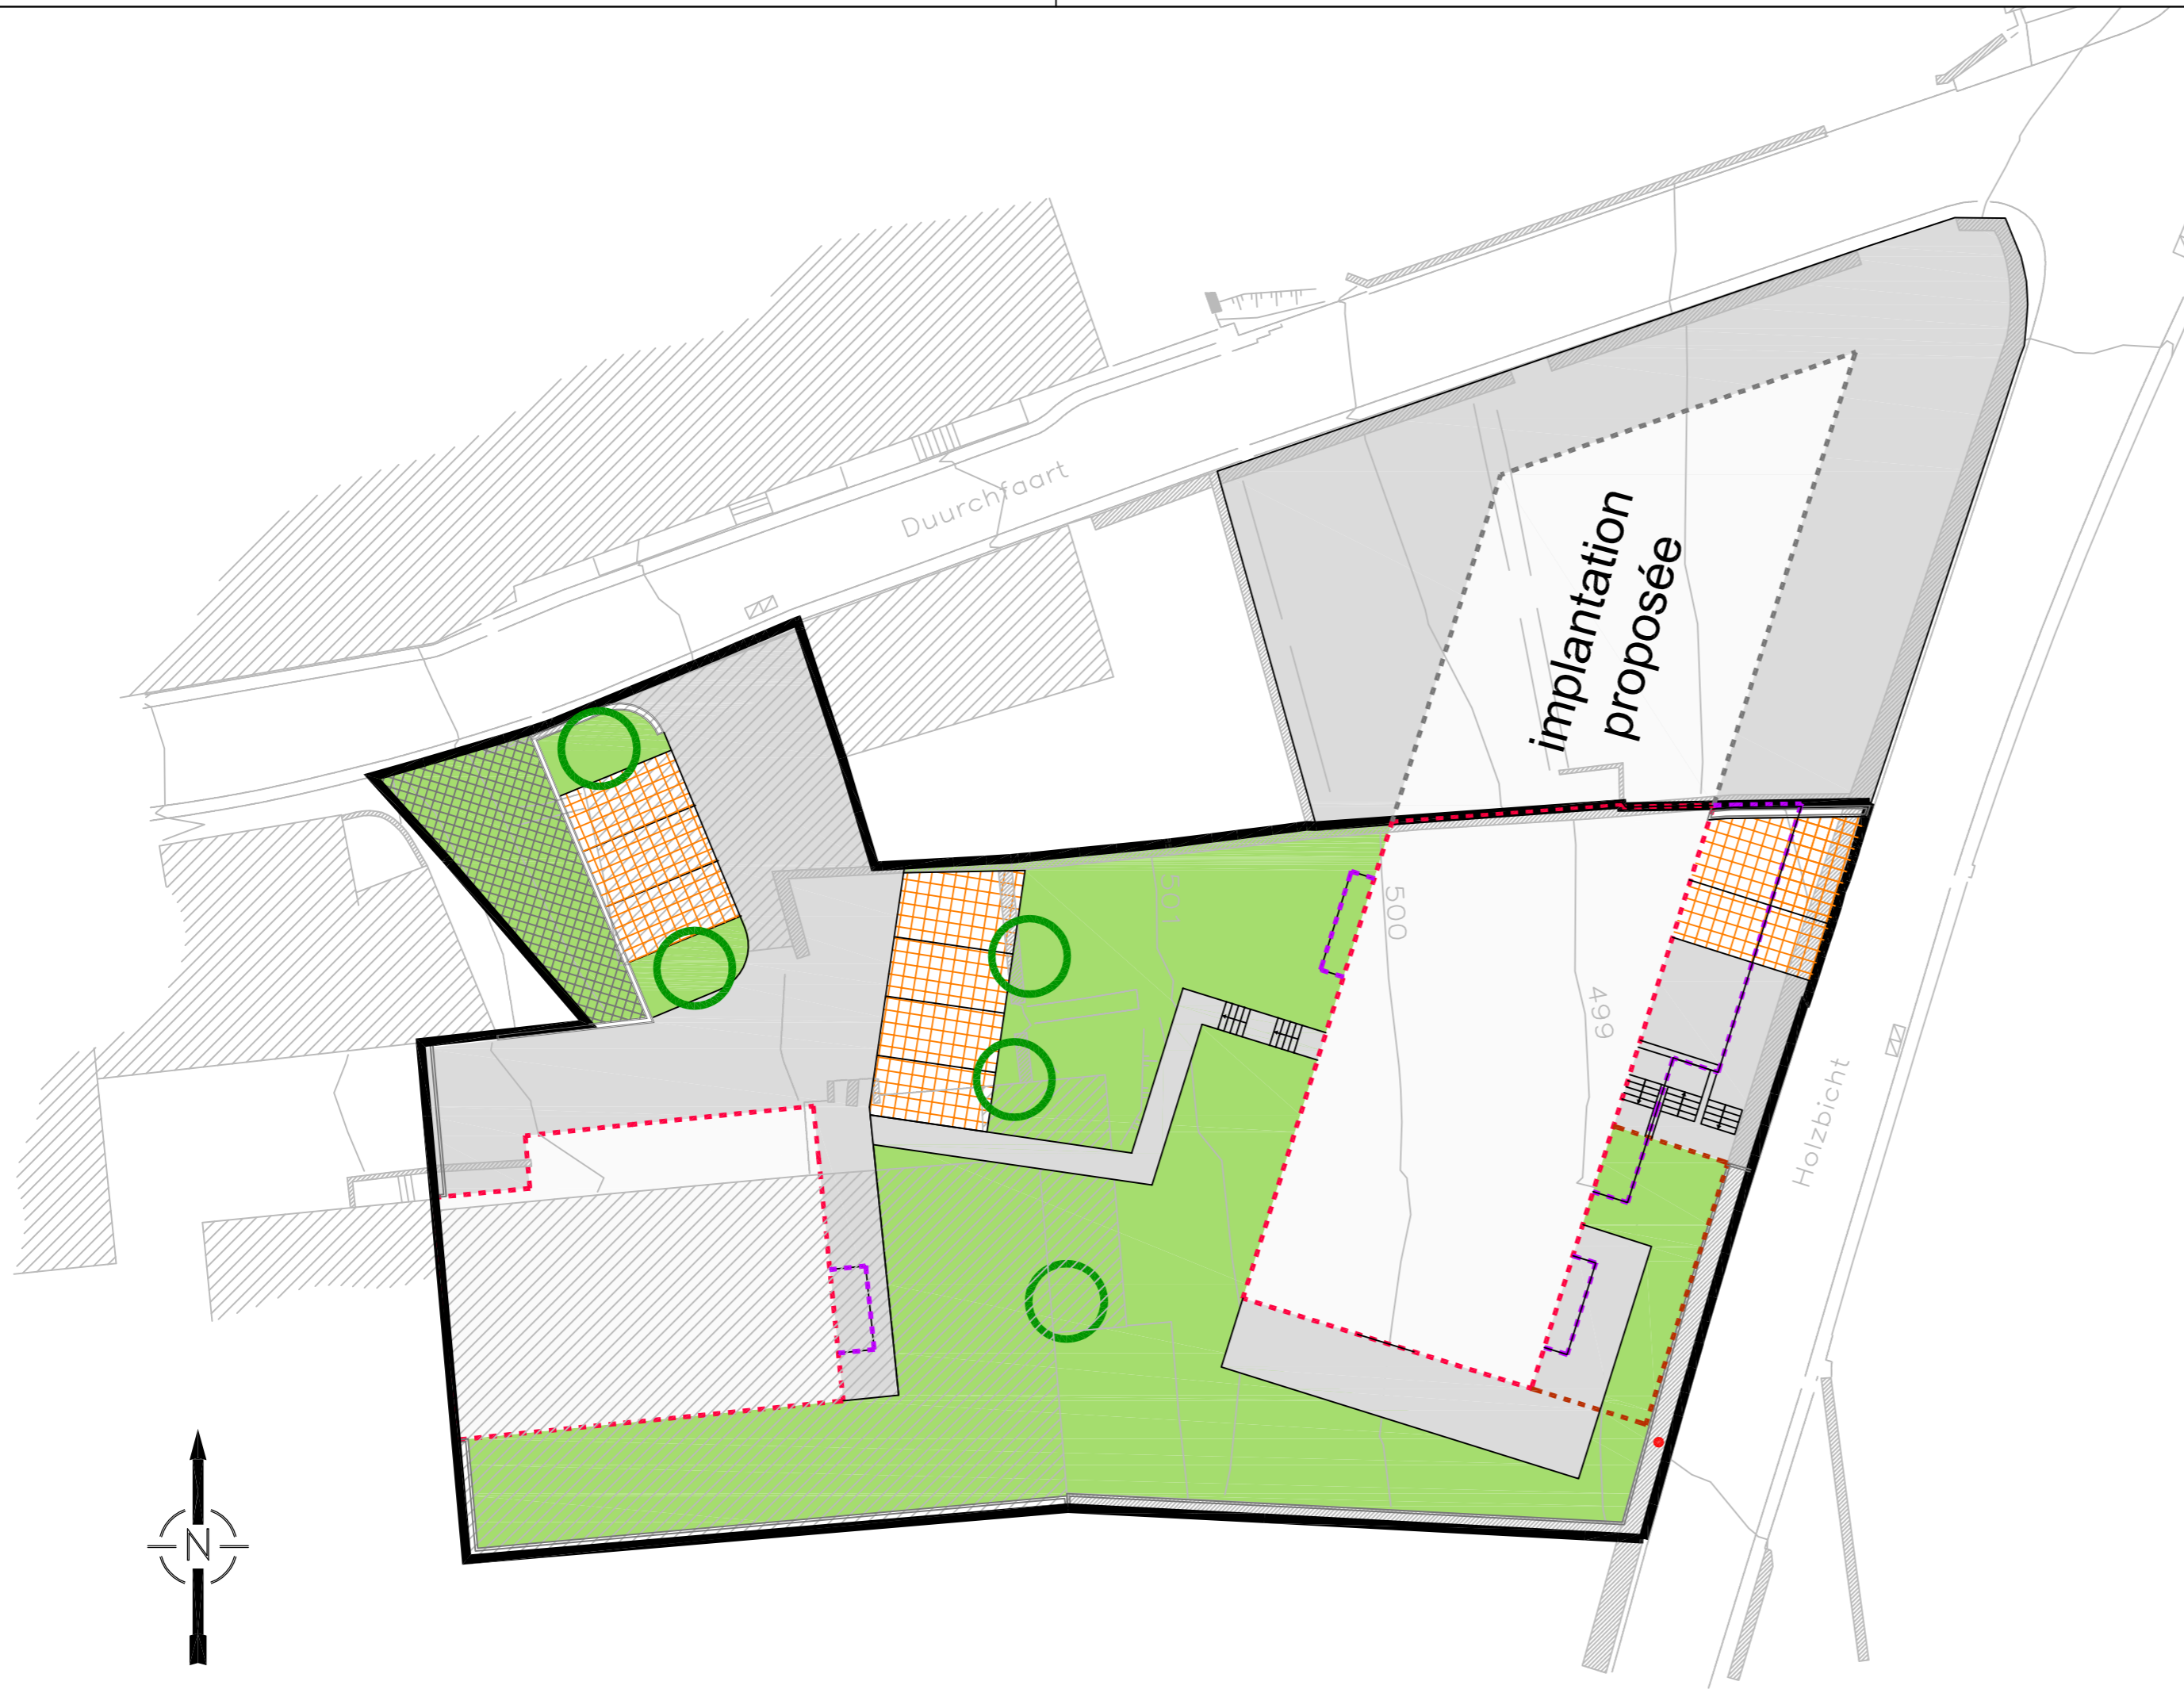 Duurchfaart
implantation
proposée
501
500
499
Holzbicht
N